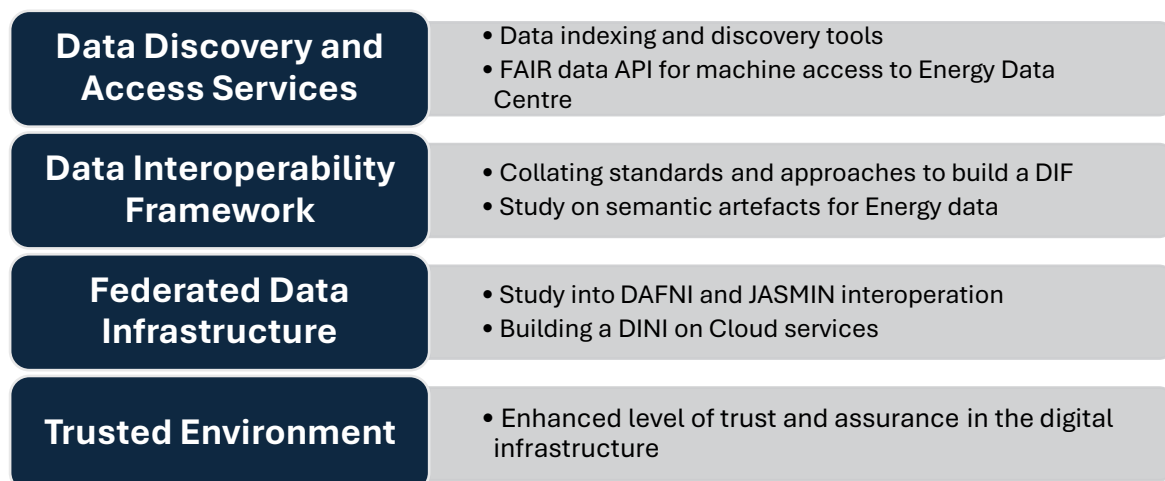 Data Discovery and
Access Services
• Data indexing and discovery tools
• FAIR data API for machine access to Energy Data
Centre
Data Interoperability
Framework
• Collating standards and approaches to build a DIF
• Study on semantic artefacts for Energy data
Federated Data
Infrastructure
• Study into DAFNI and JASMIN interoperation
• Building a DINI on Cloud services
Trusted Environment
• Enhanced level of trust and assurance in the digital
infrastructure